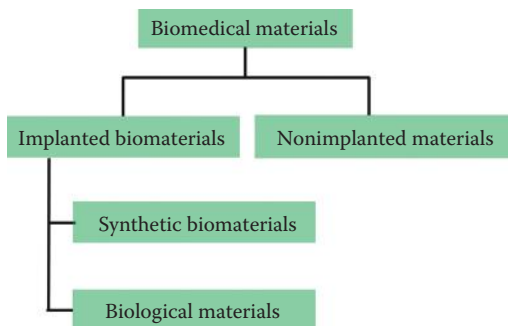 Biomedical materials
Implanted biomaterials
Nonimplanted materials
Synthetic biomaterials
Biological materials